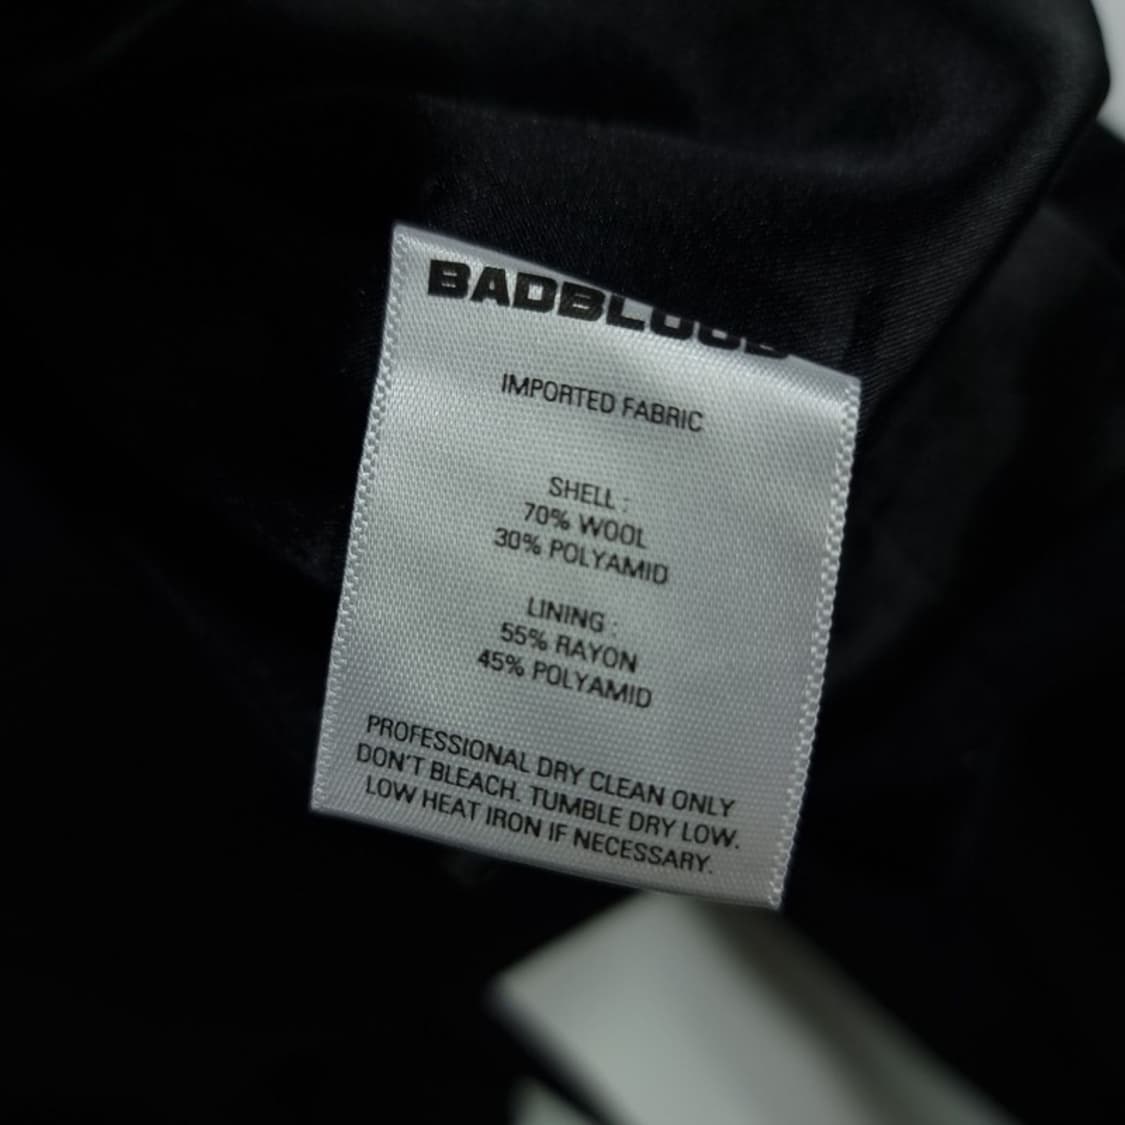 BADBLOOD
IMPORTED FABRIC
SHELL :
70% WOOL
30% POLYAMID
LINING :
55% RAYON
45% POLYAMID
PROFESSIONAL DRY CLEAN ONLY
DON'T BLEACH. TUMBLE DRY LOW.
LOW HEAT IRON IF NECESSARY.